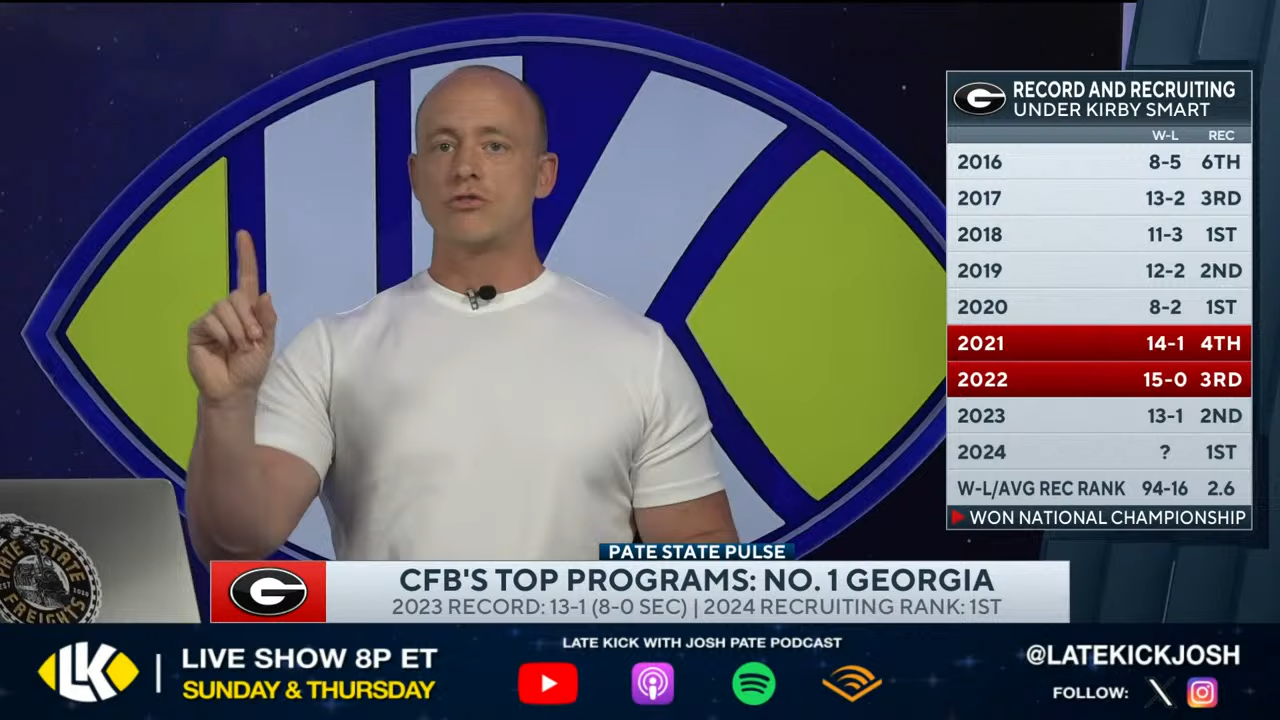 RECORD AND RECRUITING
UNDER KIRBY SMART
W-L REC
2016 8-5 6TH
2017 13-2 3RD
2018 11-3 1ST
2019 12-2 2ND
2020 8-2 1ST
2021 14-1 4TH
2022 15-0 3RD
2023 13-1 2ND
2024 ? 1ST
W-L/AVG REC RANK 94-16 2.6
WON NATIONAL CHAMPIONSHIP
PATE STATE
FREIGHTS
PATE STATE PULSE
G
CFB'S TOP PROGRAMS: NO. 1 GEORGIA
2023 RECORD: 13-1 (8-0 SEC) | 2024 RECRUITING RANK: 1ST
LK
LIVE SHOW 8P ET
SUNDAY & THURSDAY
LATE KICK WITH JOSH PATE PODCAST
@LATEKICKJOSH
FOLLOW: